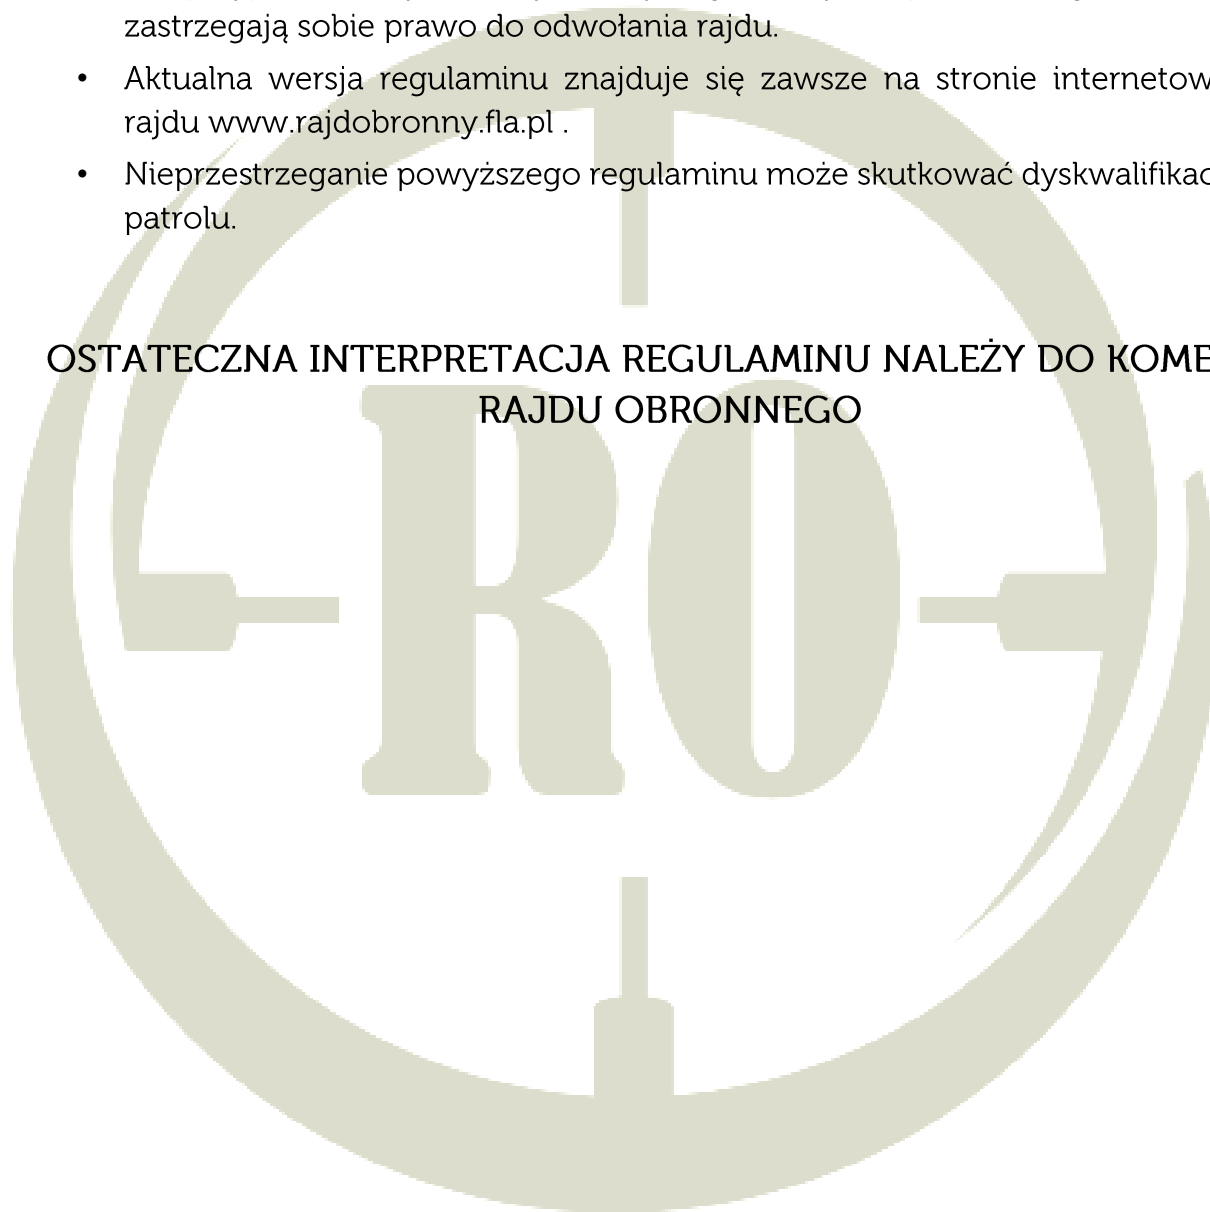 zastrzegają sobie prawo do odwołania rajdu.
• Aktualna wersja regulaminu znajduje się zawsze na stronie internetow
rajdu www.rajdobronny.fla.pl .
• Nieprzestrzeganie powyższego regulaminu może skutkować dyskwalifikac
patrolu.
OSTATECZNA INTERPRETACJA REGULAMINU NALEŻY DO KOME
RAJDU OBRONNEGO
RO